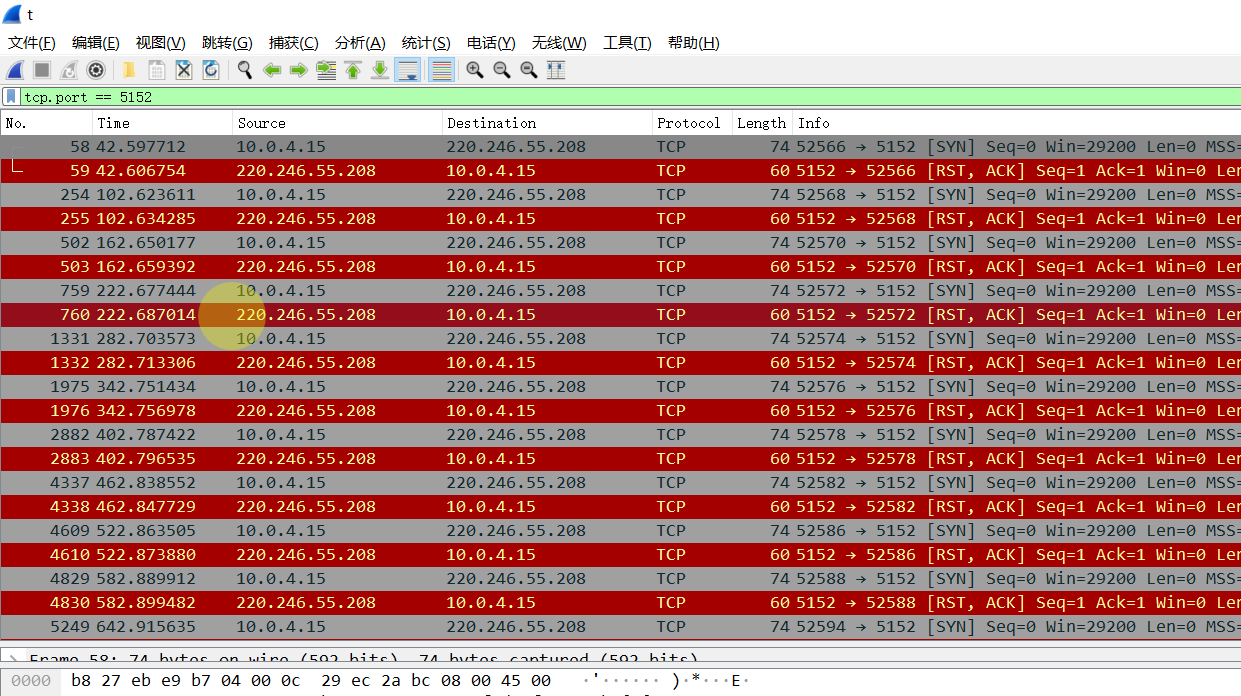 t
文件(F) 编辑(E) 视图(V) 跳转(G) 捕获(C) 分析(A) 统计(S) 电话(Y) 无线(W) 工具(T) 帮助(H)
tcp.port == 5152
No. Time Source Destination Protocol Length Info
58 42.597712 10.0.4.15 220.246.55.208 TCP 74 52566 → 5152 [SYN] Seq=0 Win=29200 Len=0 MSS=
59 42.606754 220.246.55.208 10.0.4.15 TCP 60 5152 → 52566 [RST, ACK] Seq=1 Ack=1 Win=0 Ler
254 102.623611 10.0.4.15 220.246.55.208 TCP 74 52568 → 5152 [SYN] Seq=0 Win=29200 Len=0 MSS=
255 102.634285 220.246.55.208 10.0.4.15 TCP 60 5152 → 52568 [RST, ACK] Seq=1 Ack=1 Win=0 Ler
502 162.650177 10.0.4.15 220.246.55.208 TCP 74 52570 → 5152 [SYN] Seq=0 Win=29200 Len=0 MSS=
503 162.659392 220.246.55.208 10.0.4.15 TCP 60 5152 → 52570 [RST, ACK] Seq=1 Ack=1 Win=0 Ler
759 222.677444 10.0.4.15 220.246.55.208 TCP 74 52572 → 5152 [SYN] Seq=0 Win=29200 Len=0 MSS=
760 222.687014 220.246.55.208 10.0.4.15 TCP 60 5152 → 52572 [RST, ACK] Seq=1 Ack=1 Win=0 Ler
1331 282.703573 10.0.4.15 220.246.55.208 TCP 74 52574 → 5152 [SYN] Seq=0 Win=29200 Len=0 MSS=
1332 282.713306 220.246.55.208 10.0.4.15 TCP 60 5152 → 52574 [RST, ACK] Seq=1 Ack=1 Win=0 Ler
1975 342.751434 10.0.4.15 220.246.55.208 TCP 74 52576 → 5152 [SYN] Seq=0 Win=29200 Len=0 MSS=
1976 342.756978 220.246.55.208 10.0.4.15 TCP 60 5152 → 52576 [RST, ACK] Seq=1 Ack=1 Win=0 Ler
2882 402.787422 10.0.4.15 220.246.55.208 TCP 74 52578 → 5152 [SYN] Seq=0 Win=29200 Len=0 MSS=
2883 402.796535 220.246.55.208 10.0.4.15 TCP 60 5152 → 52578 [RST, ACK] Seq=1 Ack=1 Win=0 Ler
4337 462.838552 10.0.4.15 220.246.55.208 TCP 74 52582 → 5152 [SYN] Seq=0 Win=29200 Len=0 MSS=
4338 462.847729 220.246.55.208 10.0.4.15 TCP 60 5152 → 52582 [RST, ACK] Seq=1 Ack=1 Win=0 Ler
4609 522.863505 10.0.4.15 220.246.55.208 TCP 74 52586 → 5152 [SYN] Seq=0 Win=29200 Len=0 MSS=
4610 522.873880 220.246.55.208 10.0.4.15 TCP 60 5152 → 52586 [RST, ACK] Seq=1 Ack=1 Win=0 Ler
4829 582.889912 10.0.4.15 220.246.55.208 TCP 74 52588 → 5152 [SYN] Seq=0 Win=29200 Len=0 MSS=
4830 582.899482 220.246.55.208 10.0.4.15 TCP 60 5152 → 52588 [RST, ACK] Seq=1 Ack=1 Win=0 Ler
5249 642.915635 10.0.4.15 220.246.55.208 TCP 74 52594 → 5152 [SYN] Seq=0 Win=29200 Len=0 MSS=
Frame 58: 74 bytes on wire (592 bits), 74 bytes captured (592 bits)
0000 b8 27 eb e9 b7 04 00 0c 29 ec 2a bc 08 00 45 00 ·'······ )·*···E·